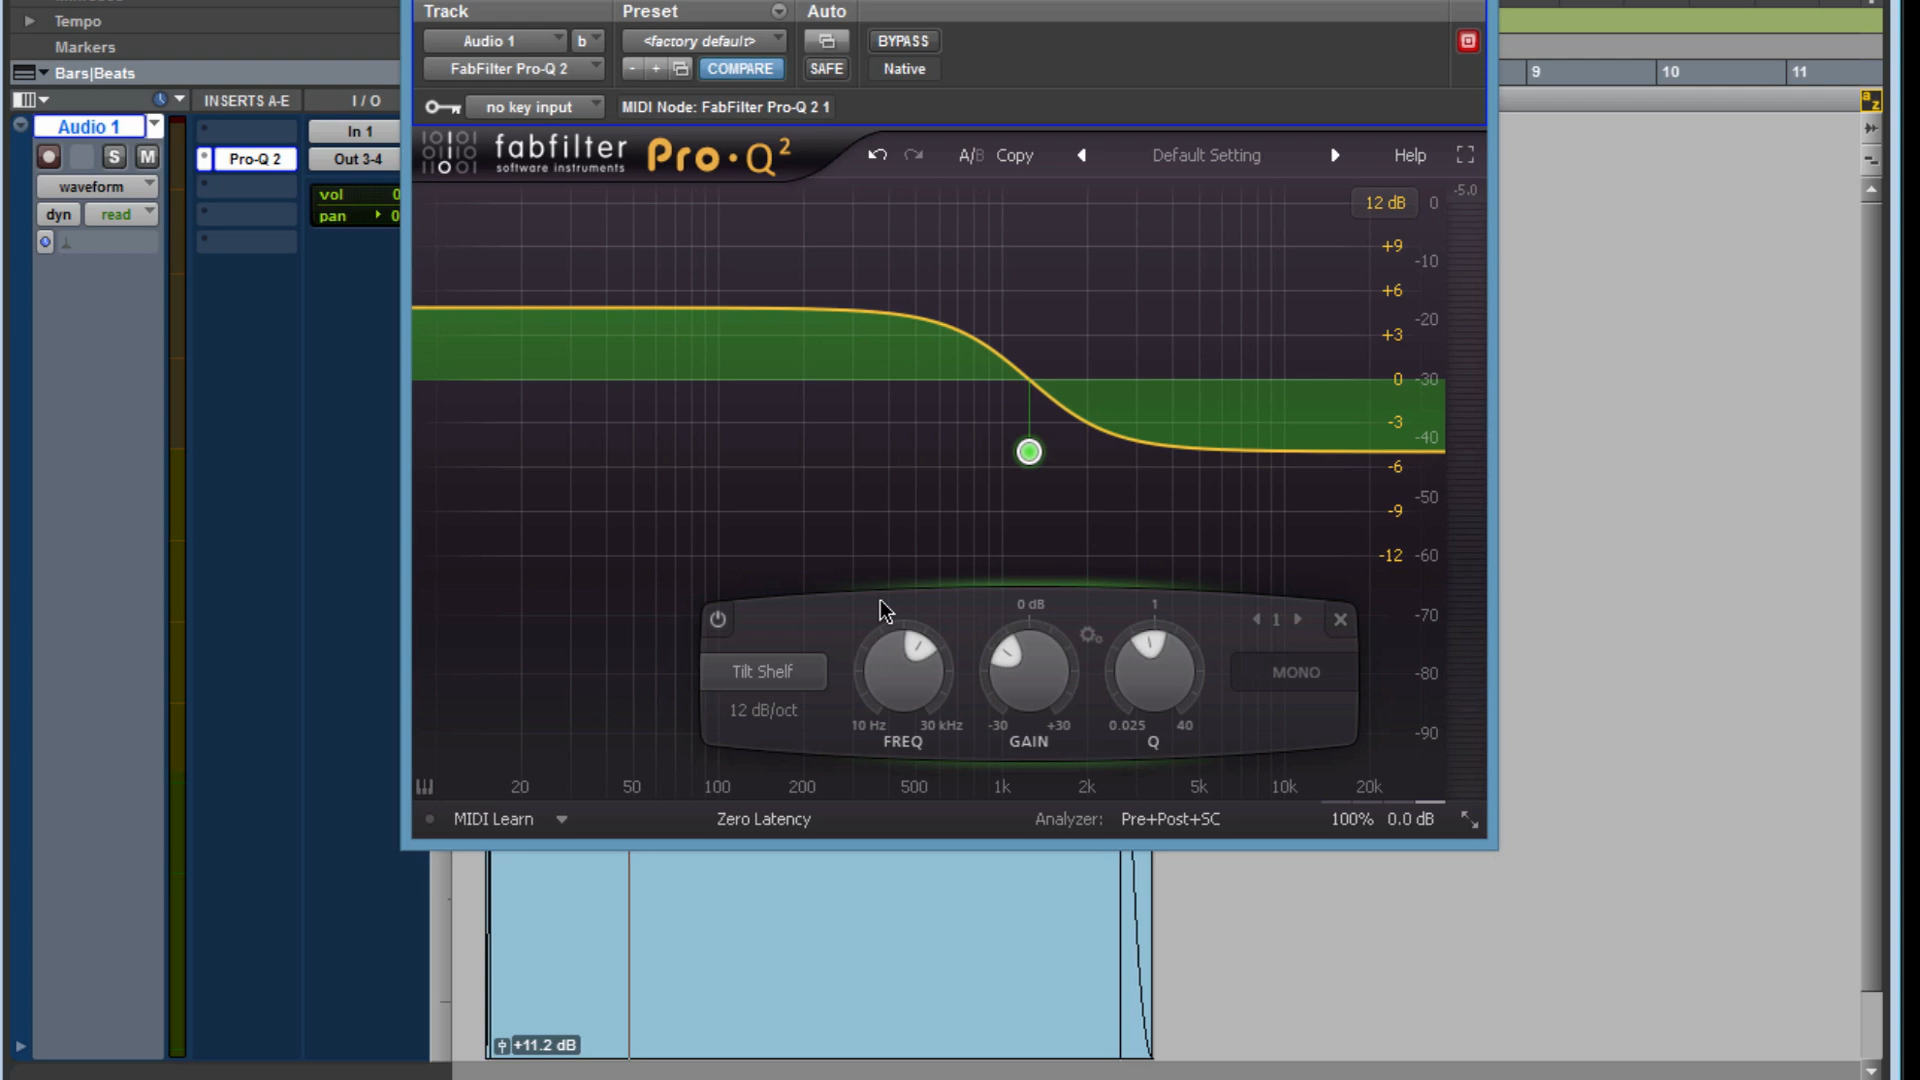 Tempo
Markers
Bars|Beats
INSERTS A-E
I / O
Audio 1
S
M
waveform
dyn
read
Pro-Q 2
In 1
Out 3-4
vol 0
pan 0
Track
Preset
Auto
Audio 1
b
<factory default>
BYPASS
FabFilter Pro-Q 2
- +
COMPARE
SAFE
Native
no key input
MIDI Node: FabFilter Pro-Q 2 1
9
10
11
a z
fabfilter
software instruments
Pro·Q²
A/B
Copy
Default Setting
Help
12 dB
-5.0
0
+9
-10
+6
-20
+3
0
-30
-3
-40
-6
-50
-9
-12
-60
-70
-80
-90
0 dB
1
1
Tilt Shelf
12 dB/oct
MONO
10 Hz
30 kHz
-30
+30
0.025
40
FREQ
GAIN
Q
20
50
100
200
500
1k
2k
5k
10k
20k
MIDI Learn
Zero Latency
Analyzer:
Pre+Post+SC
100%
0.0 dB
+11.2 dB